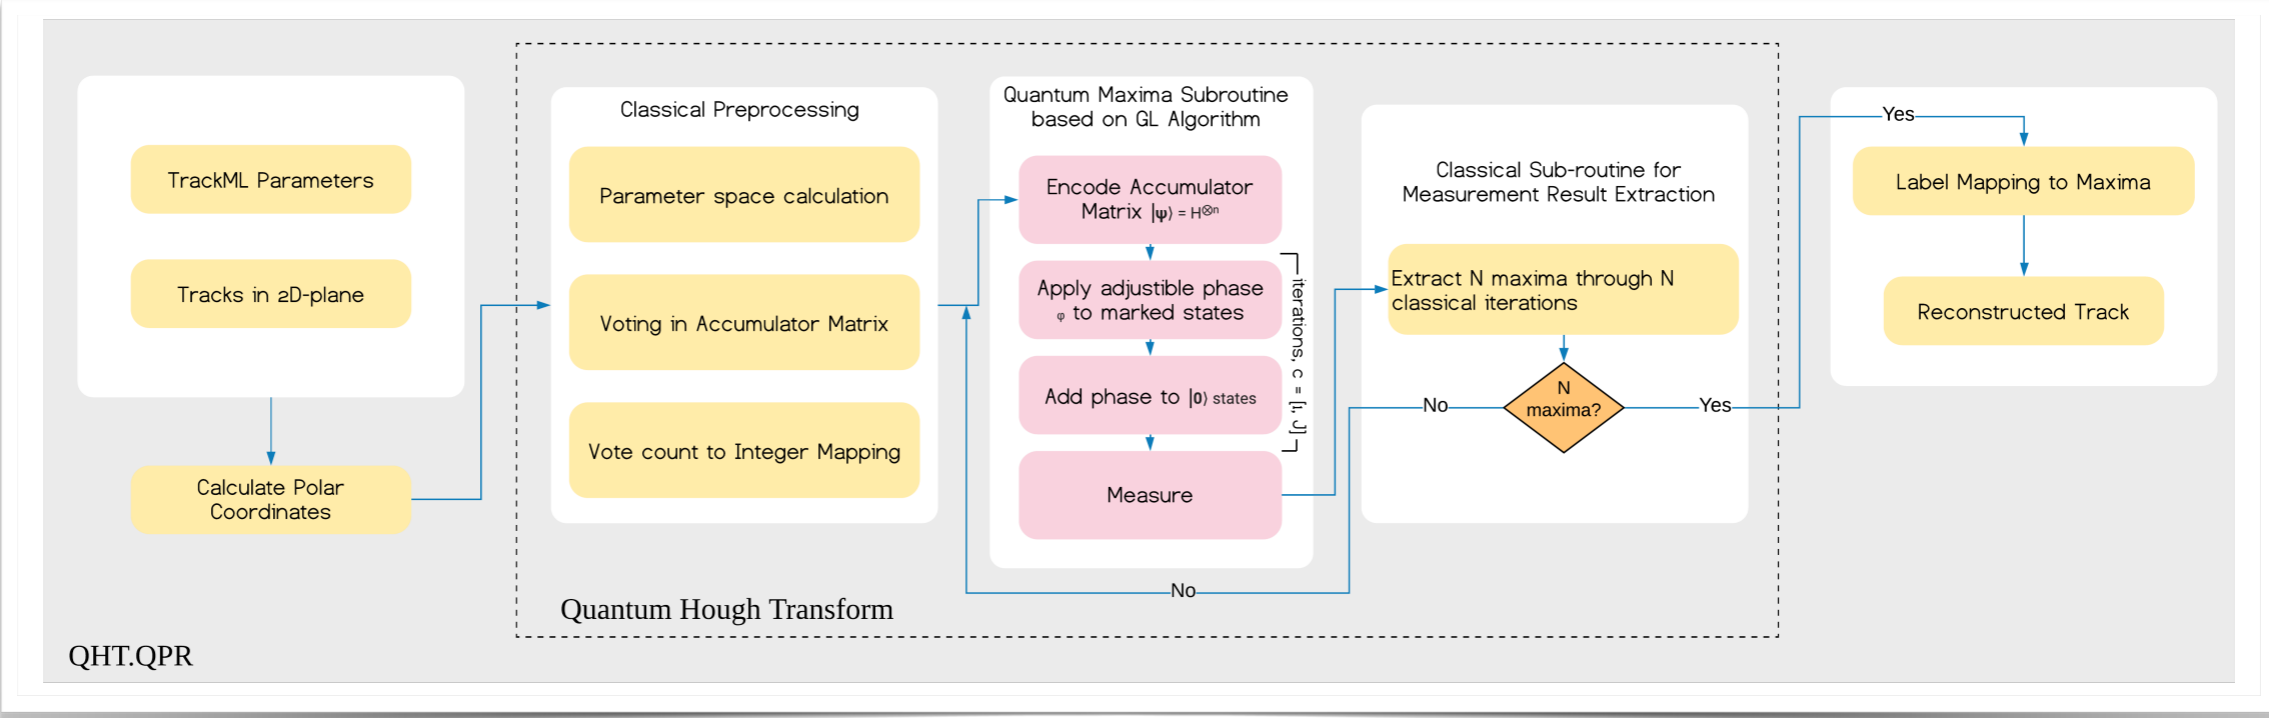 TrackML Parameters
Tracks in 2D-plane
Calculate Polar
Coordinates
Classical Preprocessing
Parameter space calculation
Voting in Accumulator Matrix
Vote count to Integer Mapping
Quantum Maxima Subroutine
based on GL Algorithm
Encode Accumulator
Matrix |ψ⟩ = H⊗n
Apply adjustible phase
φ to marked states
Add phase to |0⟩ states
Measure
iterations, c = [I, J]
Classical Sub-routine for
Measurement Result Extraction
Extract N maxima through N
classical iterations
N
maxima?
No
Yes
No
Yes
Label Mapping to Maxima
Reconstructed Track
Quantum Hough Transform
QHT.QPR